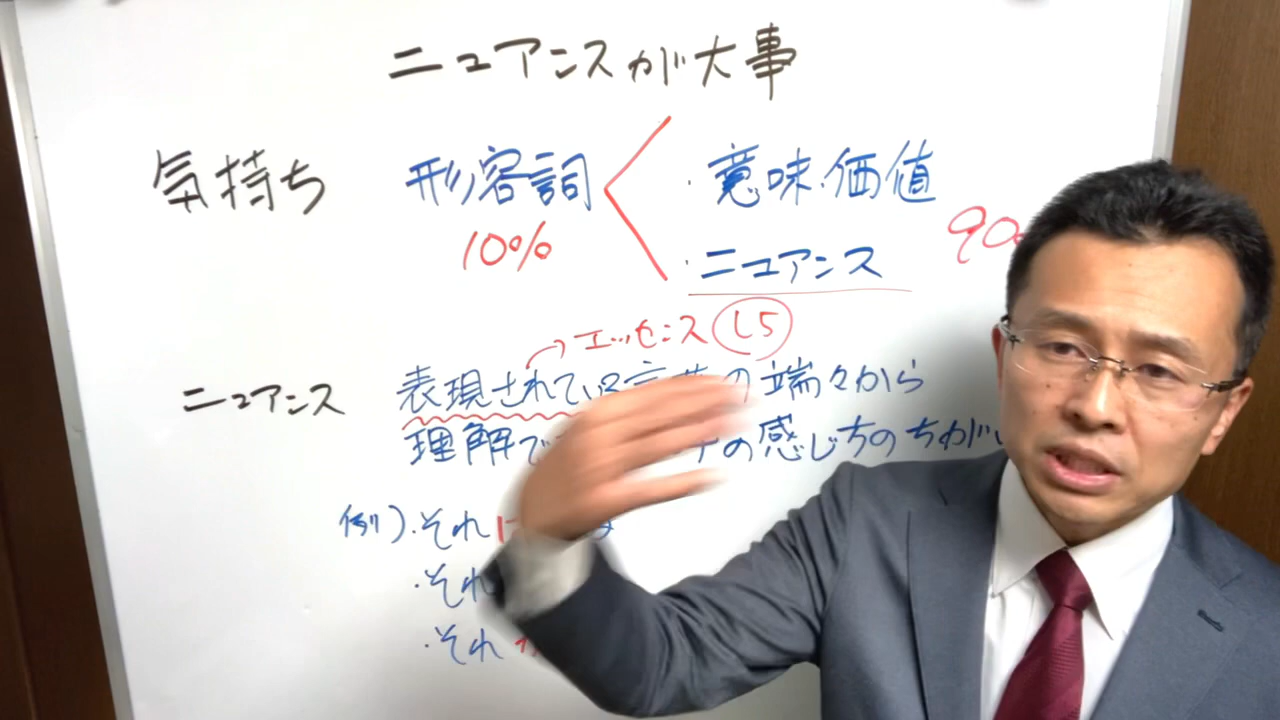 ニュアンスが大事
気持ち 形容詞 ・意味・価値
10% 90
・ニュアンス
エッセンス L5
ニュアンス 表現されている の端々から
理解で の感じ方のちがい
例)・それ
・それ
・それ